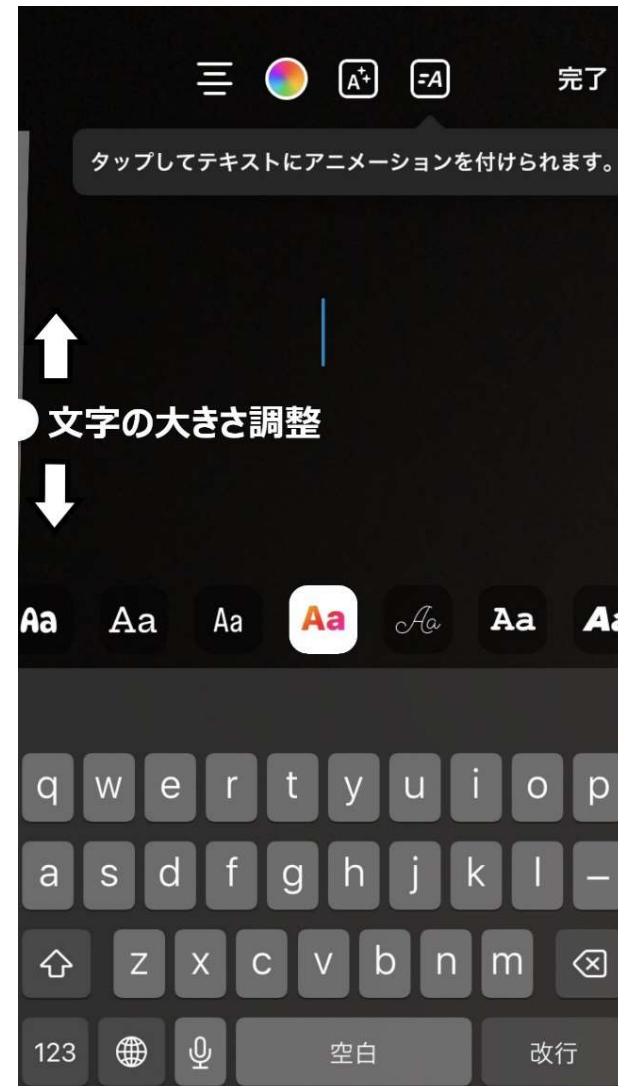 A =A 完了
タップしてテキストにアニメーションを付けられます。
文字の大きさ調整
Aa Aa Aa Aa Aa Aa Aa
q w e r t y u i o p
a s d f g h j k l –
z x c v b n m
123 空白 改行